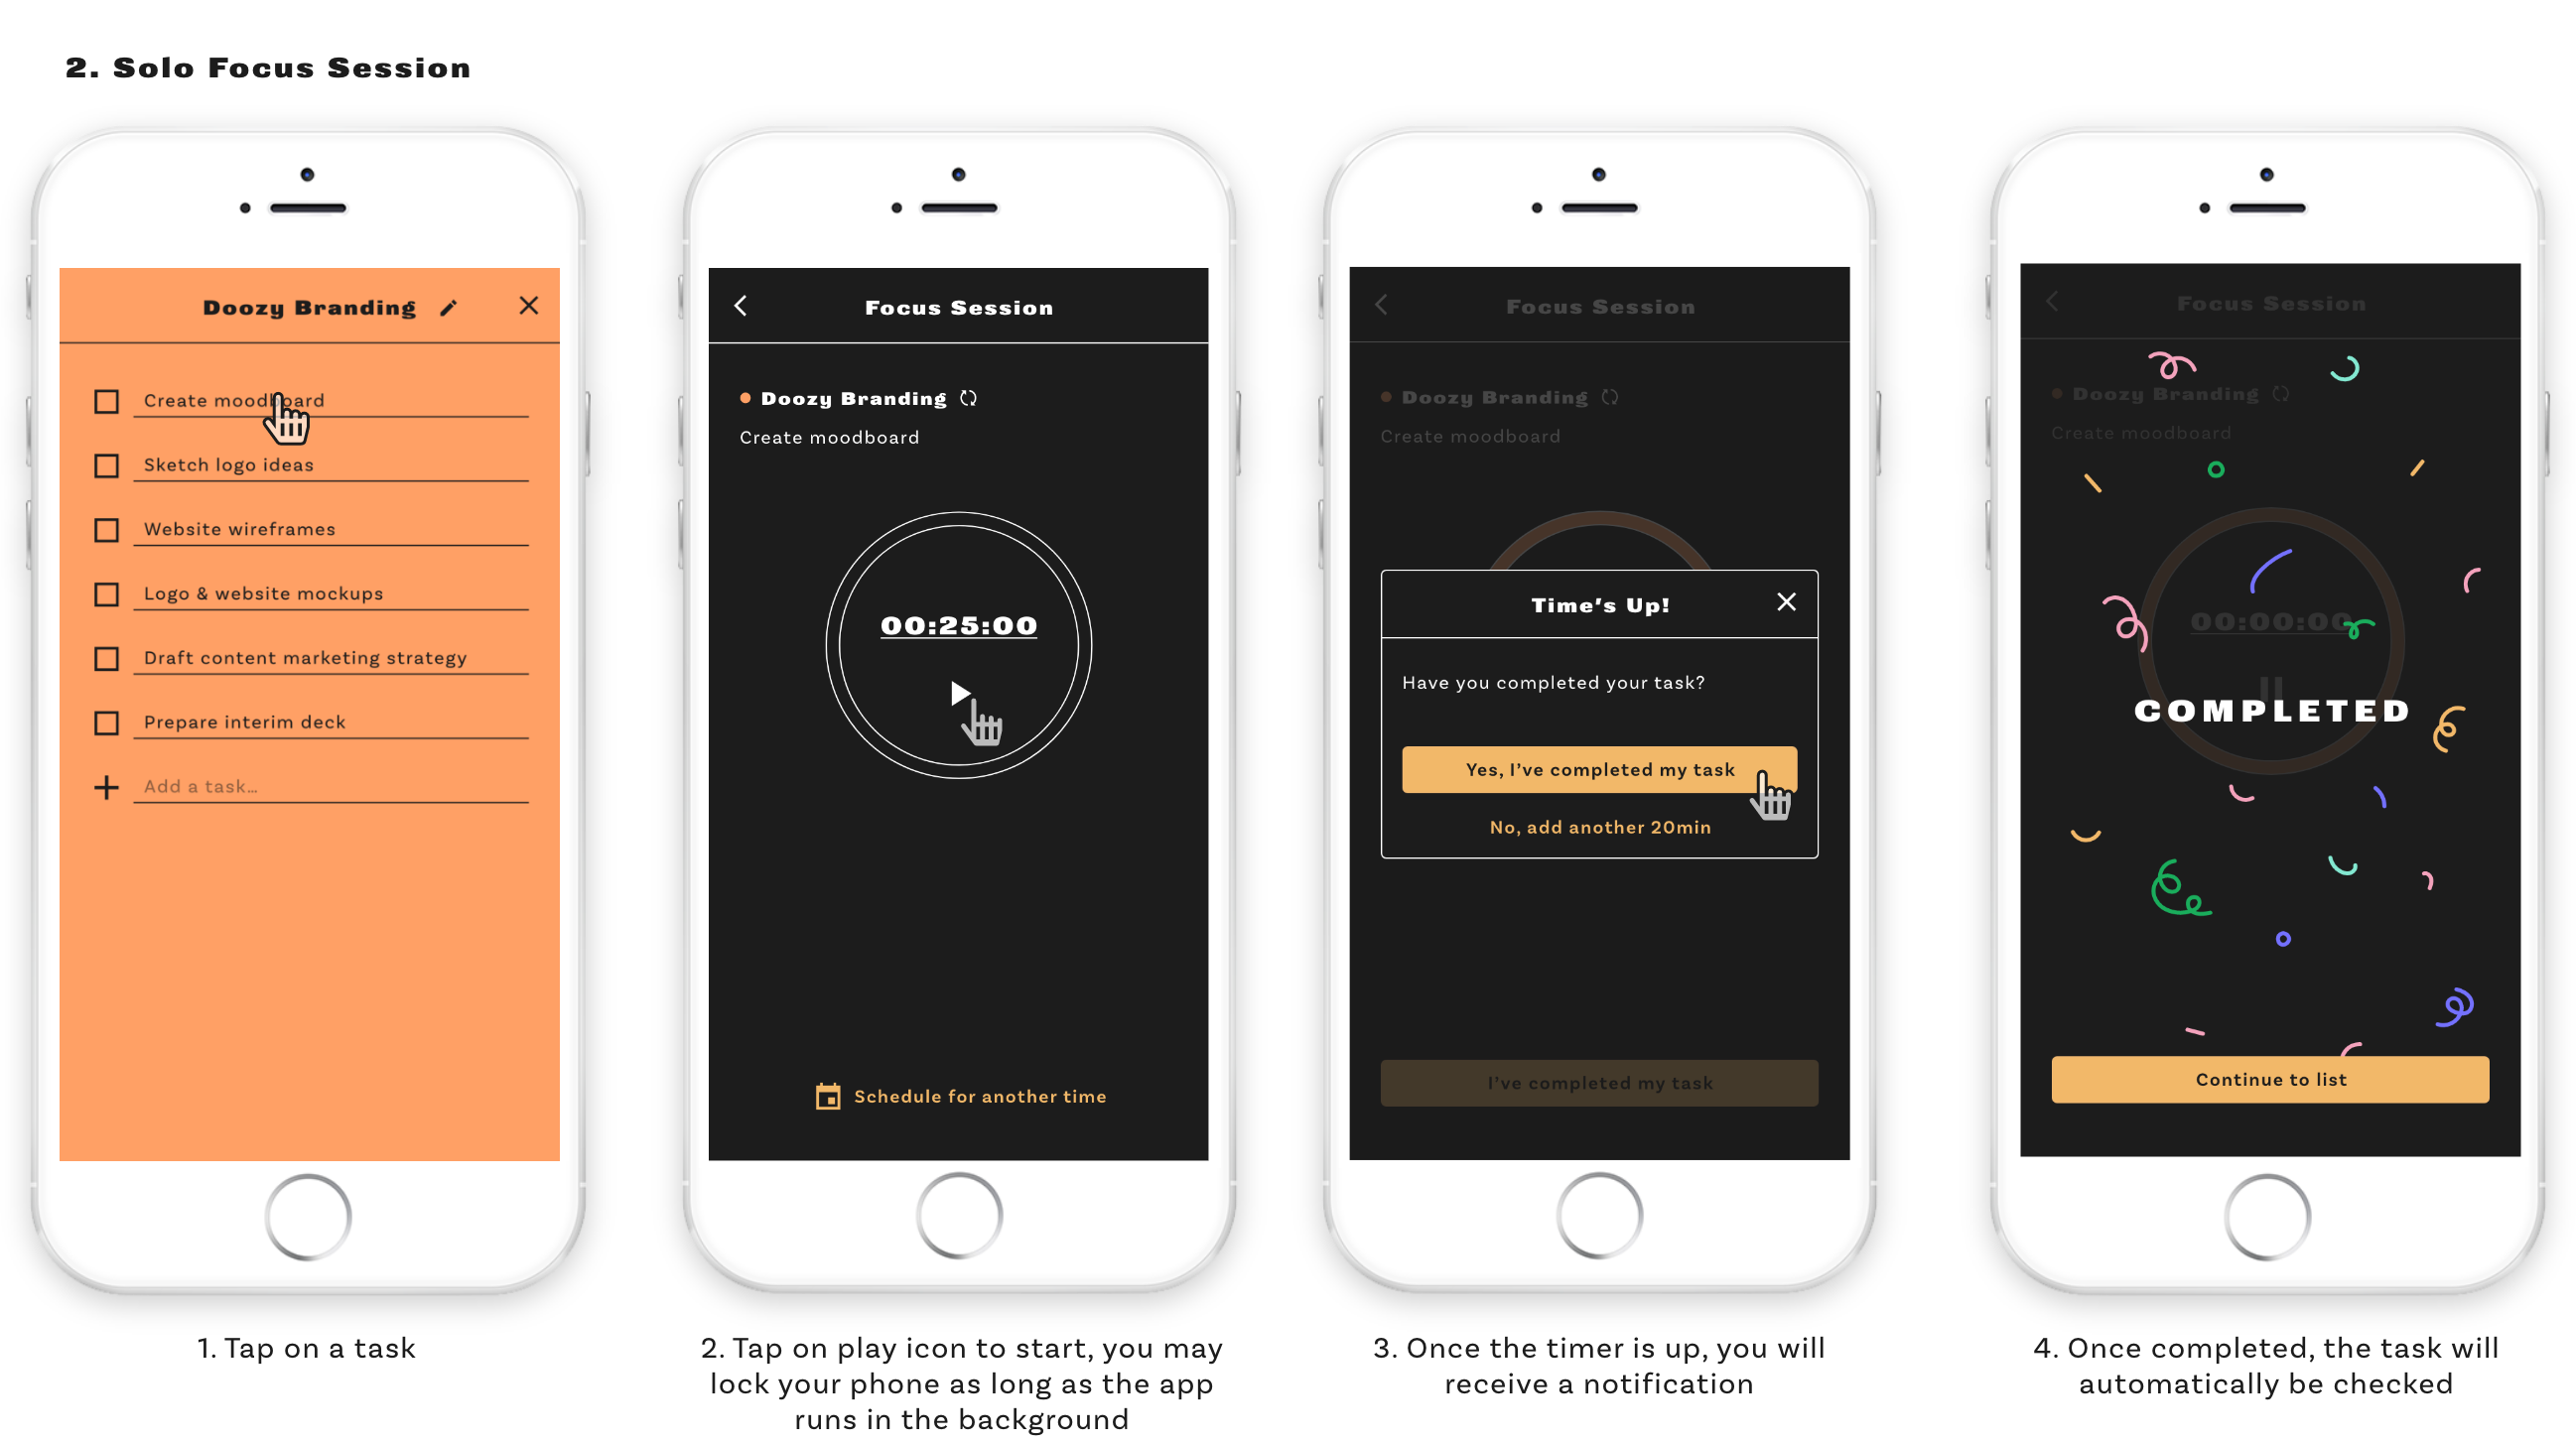 2. Solo Focus Session
Doozy Branding
Create moodboard
Sketch logo ideas
Website wireframes
Logo & website mockups
Draft content marketing strategy
Prepare interim deck
Add a task...
1. Tap on a task
Focus Session
Doozy Branding
Create moodboard
00:25:00
Schedule for another time
2. Tap on play icon to start, you may
lock your phone as long as the app
runs in the background
Focus Session
Doozy Branding
Create moodboard
Time's Up!
Have you completed your task?
Yes, I've completed my task
No, add another 20min
I've completed my task
3. Once the timer is up, you will
receive a notification
Focus Session
Doozy Branding
Create moodboard
00:00:00
COMPLETED
Continue to list
4. Once completed, the task will
automatically be checked